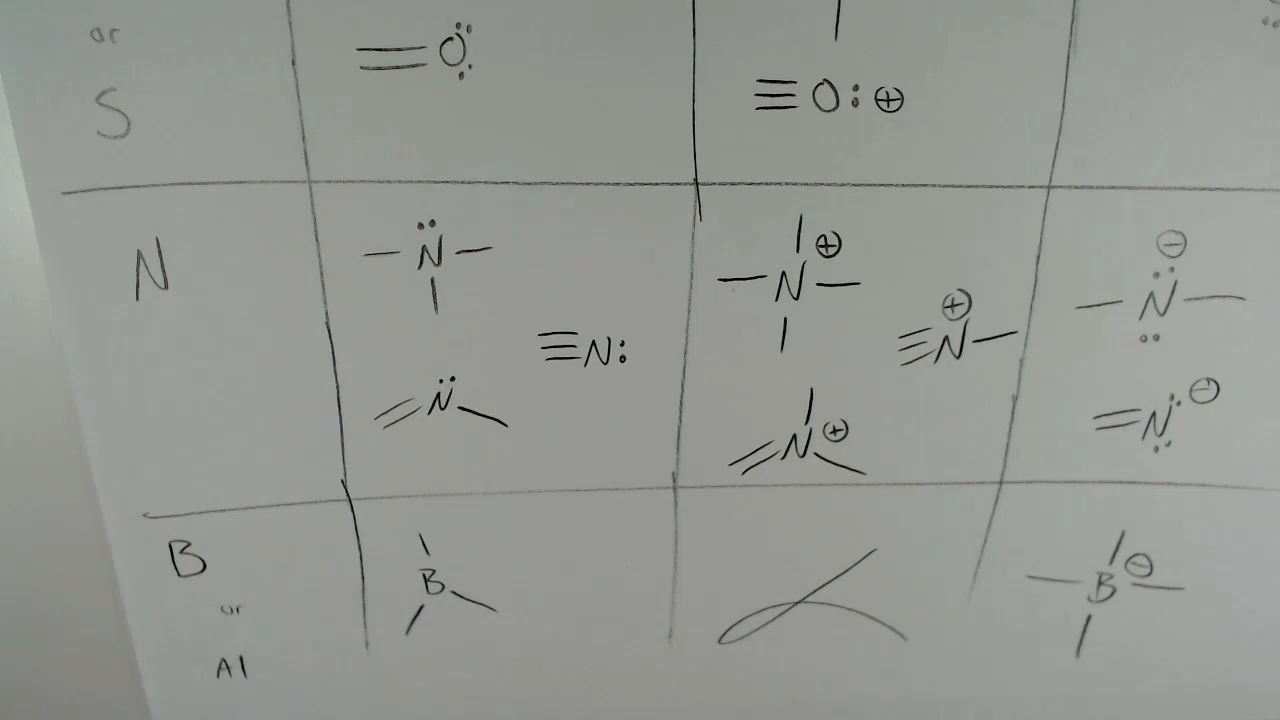 or
S
=Ö:
≡O:⊕
N
—N̈—
≡N:
=N̈
—N—⊕
≡N—⊕
=N⊕
⊖
—N̈—
=N̈:⊖
B
or
Al
B
—B—⊖